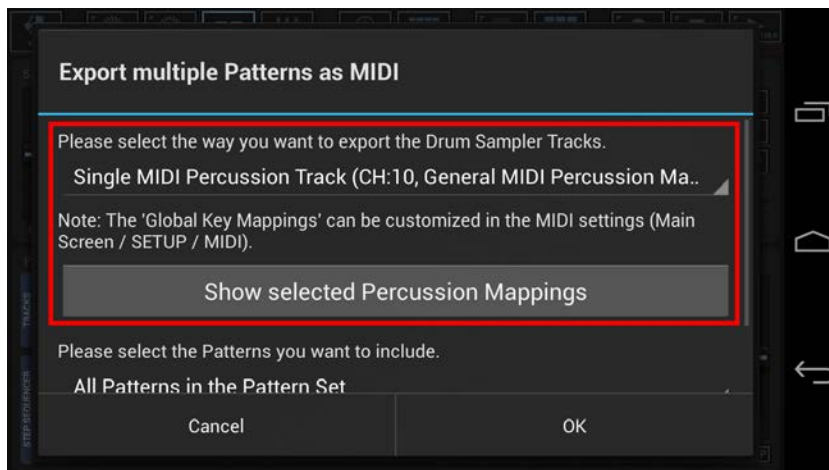 Export multiple Patterns as MIDI
Please select the way you want to export the Drum Sampler Tracks.
Single MIDI Percussion Track (CH:10, General MIDI Percussion Ma..
Note: The 'Global Key Mappings' can be customized in the MIDI settings (Main
Screen / SETUP / MIDI).
Show selected Percussion Mappings
TRACKS
Please select the Patterns you want to include.
All Patterns in the Pattern Set
STEP SEQUENCER
Cancel
OK